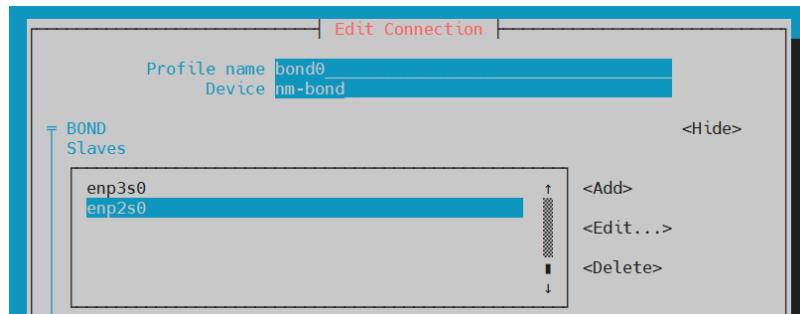 Edit Connection
Profile name bond0
Device nm-bond
BOND <Hide>
Slaves
enp3s0 ↑ <Add>
enp2s0
<Edit...>
<Delete>
↓